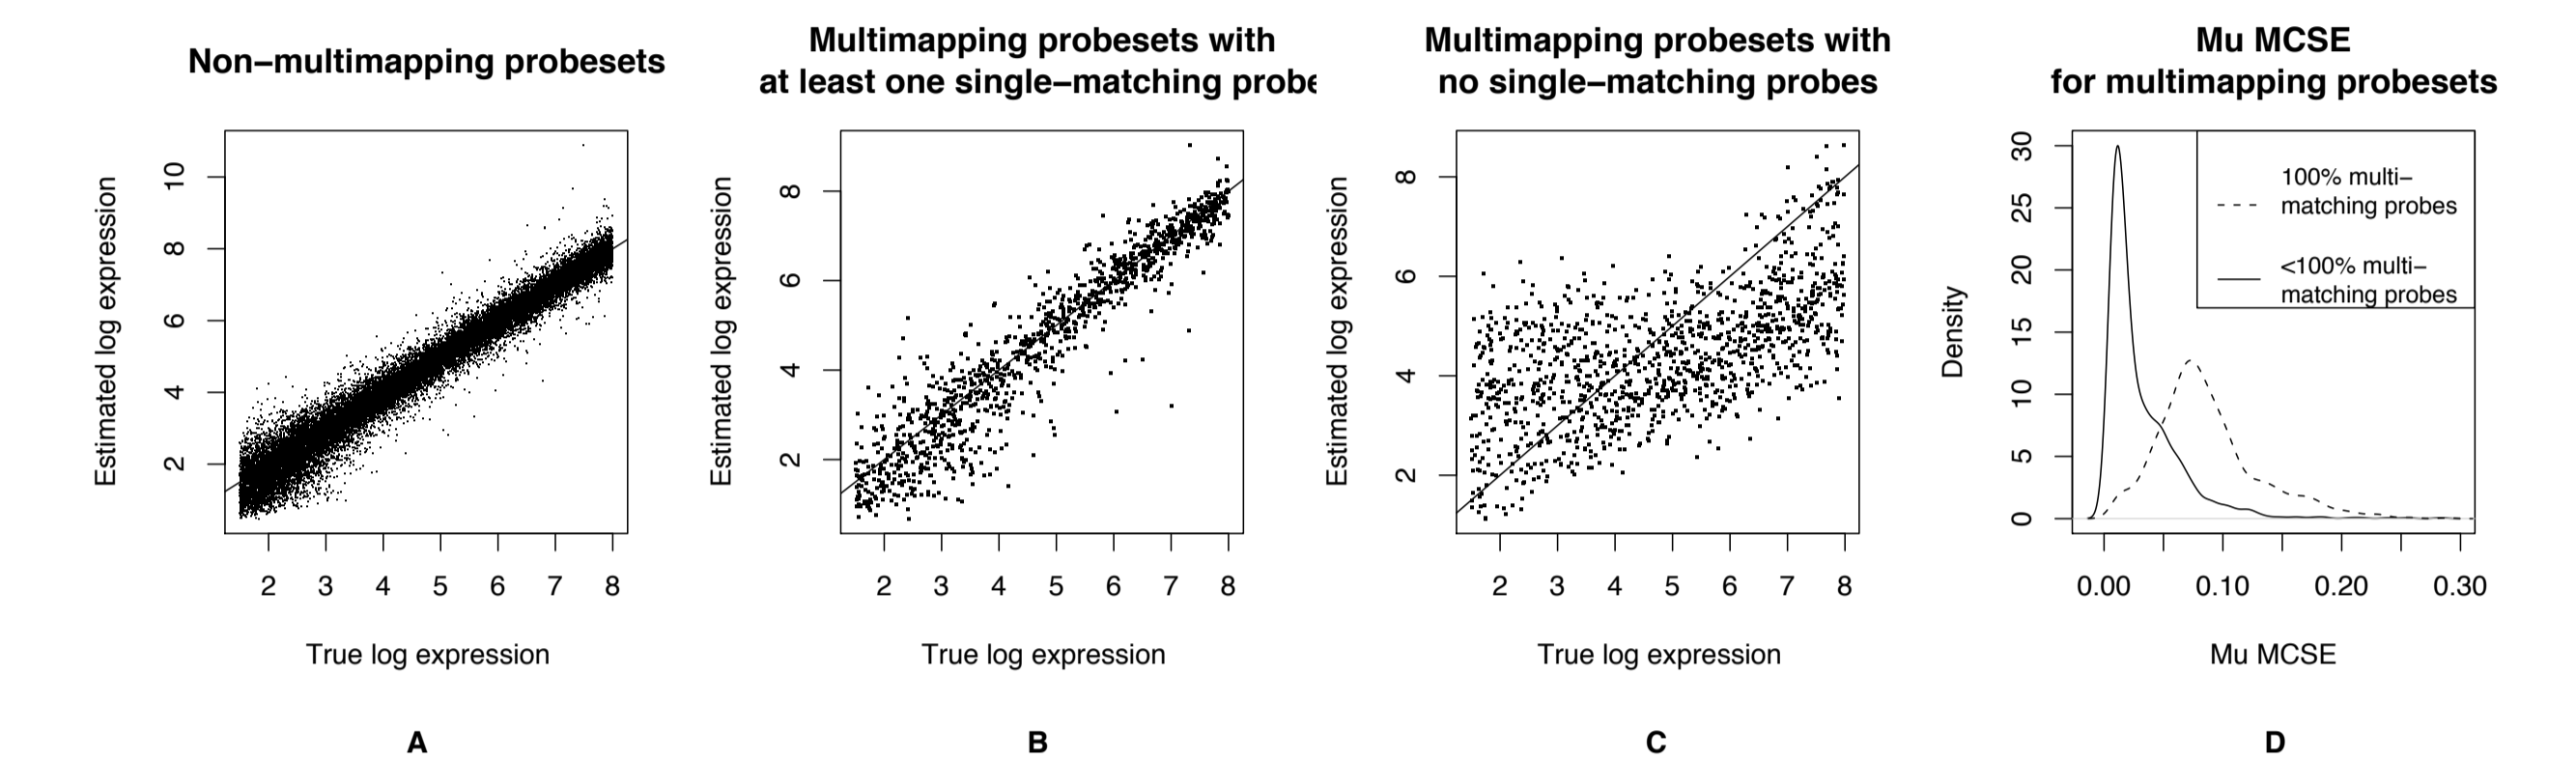 Non–multimapping probesets
Estimated log expression
10
8
6
4
2
2 3 4 5 6 7 8
True log expression
A
Multimapping probesets with
at least one single–matching probe
Estimated log expression
8
6
4
2
2 3 4 5 6 7 8
True log expression
B
Multimapping probesets with
no single–matching probes
Estimated log expression
8
6
4
2
2 3 4 5 6 7 8
True log expression
C
Mu MCSE
for multimapping probesets
Density
30
25
20
15
10
5
0
100% multi–
matching probes
<100% multi–
matching probes
0.00 0.10 0.20 0.30
Mu MCSE
D